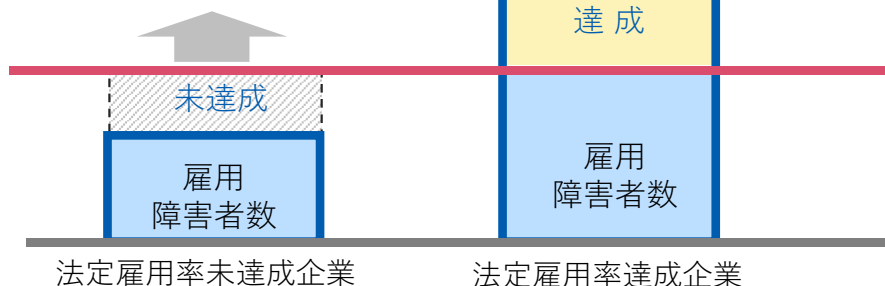 達 成
未達成
雇用
障害者数
雇用
障害者数
法定雇用率未達成企業
法定雇用率達成企業